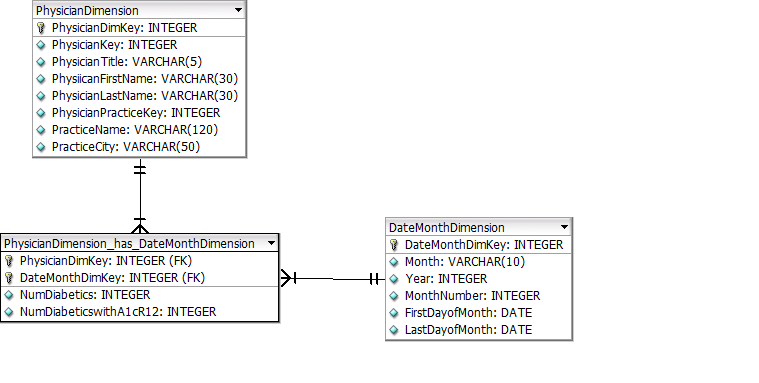 PhysicianDimension
PhysicianDimKey: INTEGER
PhysicianKey: INTEGER
PhysicianTitle: VARCHAR(5)
PhysiicanFirstName: VARCHAR(30)
PhysicianLastName: VARCHAR(30)
PhysicianPracticeKey: INTEGER
PracticeName: VARCHAR(120)
PracticeCity: VARCHAR(50)
PhysicianDimension_has_DateMonthDimension
PhysicianDimKey: INTEGER (FK)
DateMonthDimKey: INTEGER (FK)
NumDiabetics: INTEGER
NumDiabeticswithA1cR12: INTEGER
DateMonthDimension
DateMonthDimKey: INTEGER
Month: VARCHAR(10)
Year: INTEGER
MonthNumber: INTEGER
FirstDayofMonth: DATE
LastDayofMonth: DATE